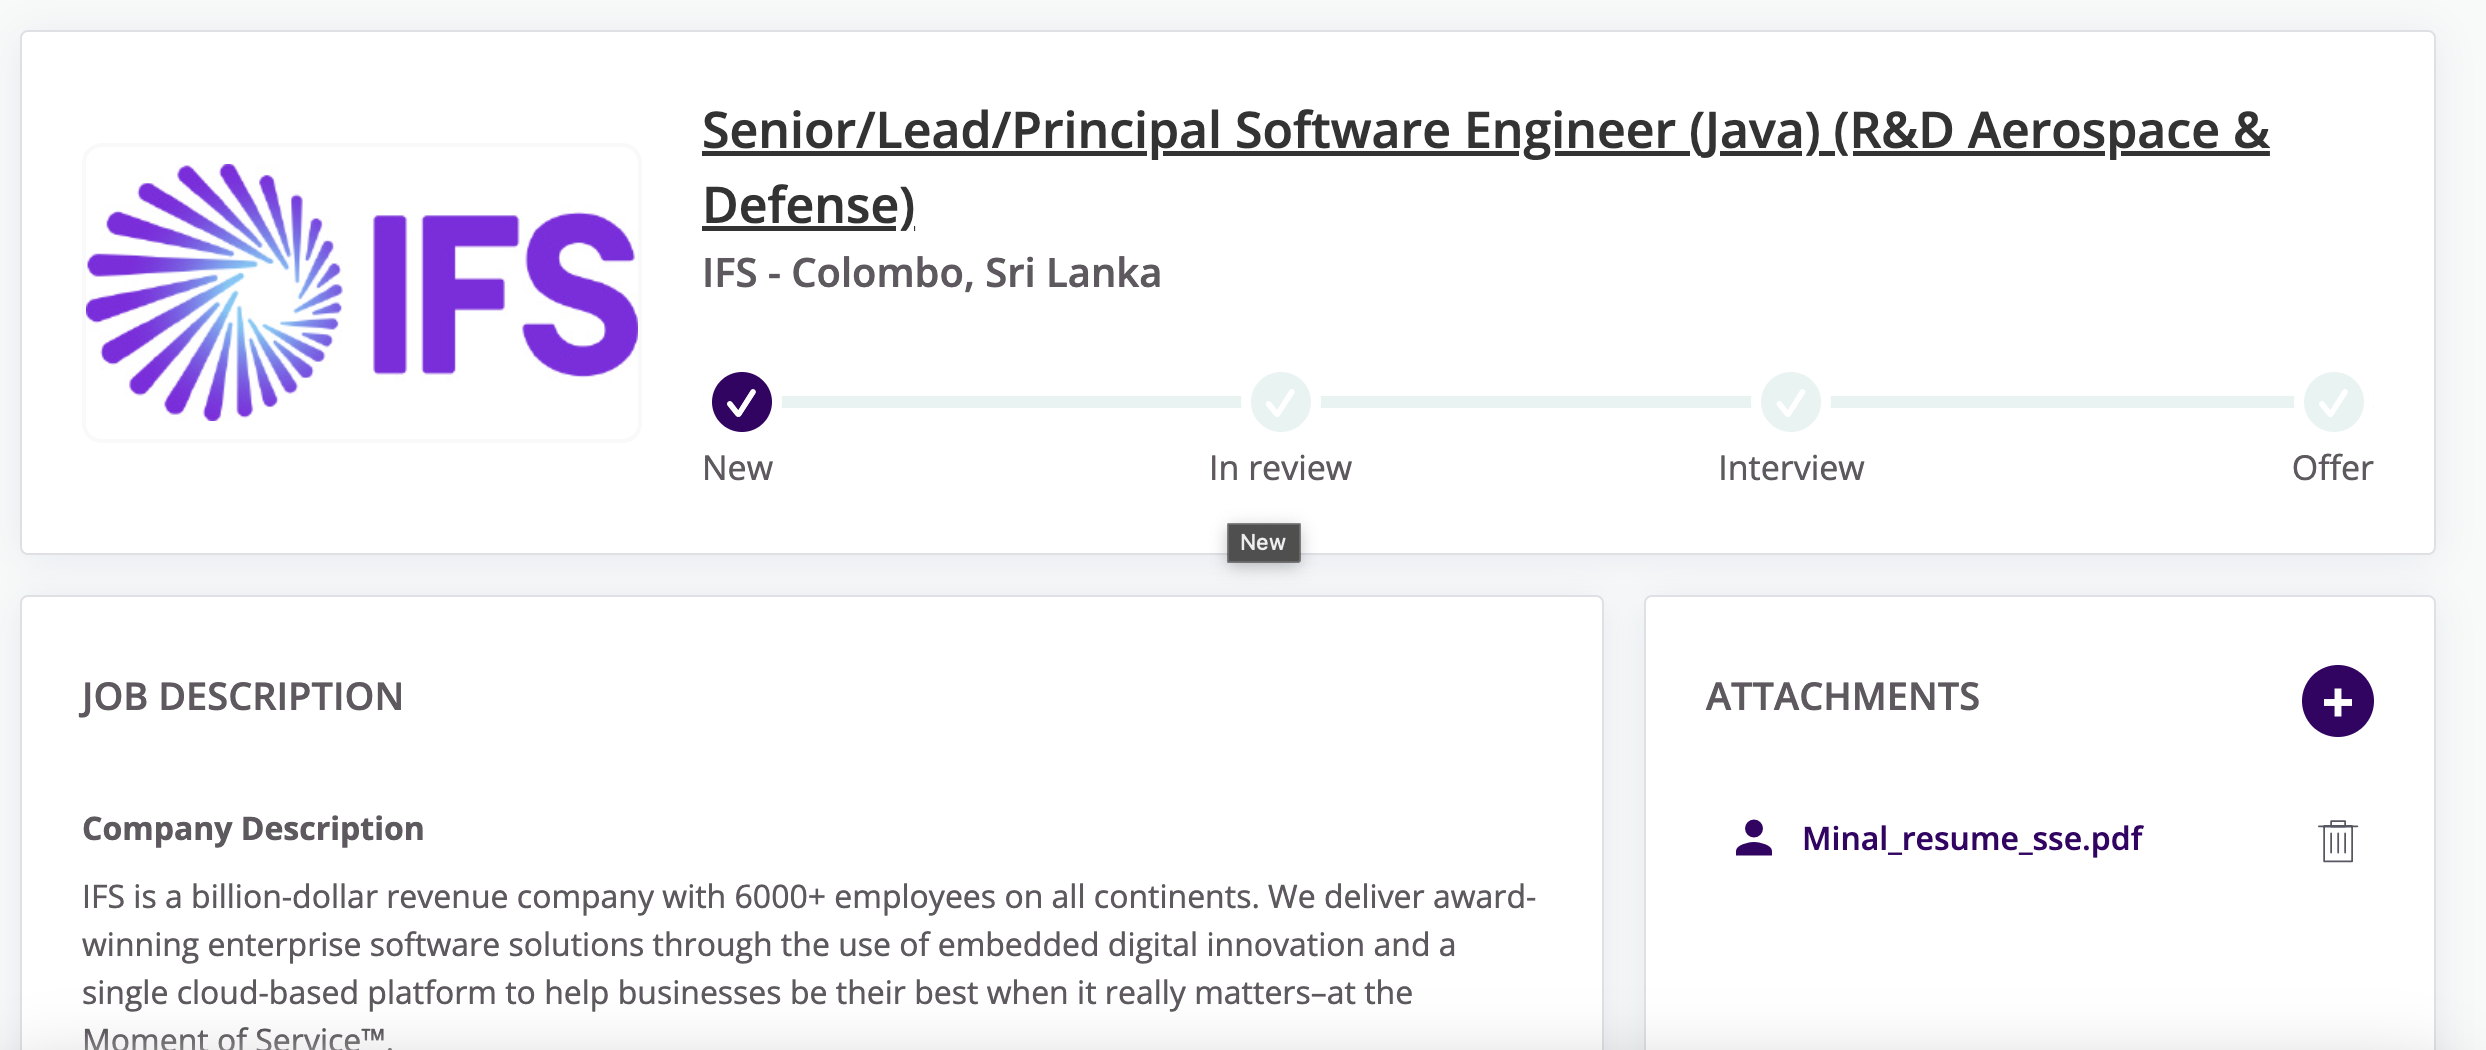 IFS
Senior/Lead/Principal Software Engineer (Java) (R&D Aerospace &
Defense)
IFS - Colombo, Sri Lanka
New
In review
Interview
Offer
New
JOB DESCRIPTION
Company Description
IFS is a billion-dollar revenue company with 6000+ employees on all continents. We deliver award-
winning enterprise software solutions through the use of embedded digital innovation and a
single cloud-based platform to help businesses be their best when it really matters–at the
Moment of Service™.
ATTACHMENTS
Minal_resume_sse.pdf